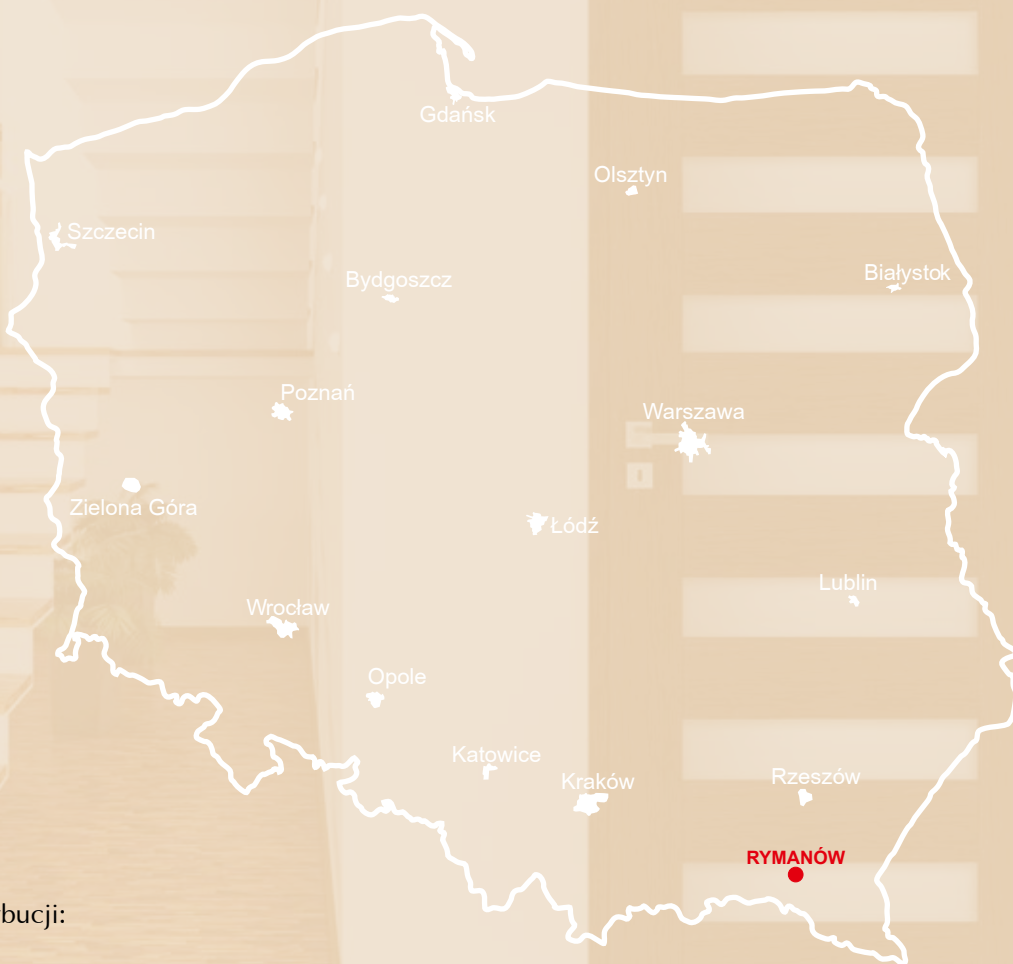 Gdańsk
Olsztyn
Szczecin
Białystok
Bydgoszcz
Poznań
Warszawa
Zielona Góra
Łódź
Lublin
Wrocław
Opole
Katowice
Kraków
Rzeszów
RYMANÓW
bucji: